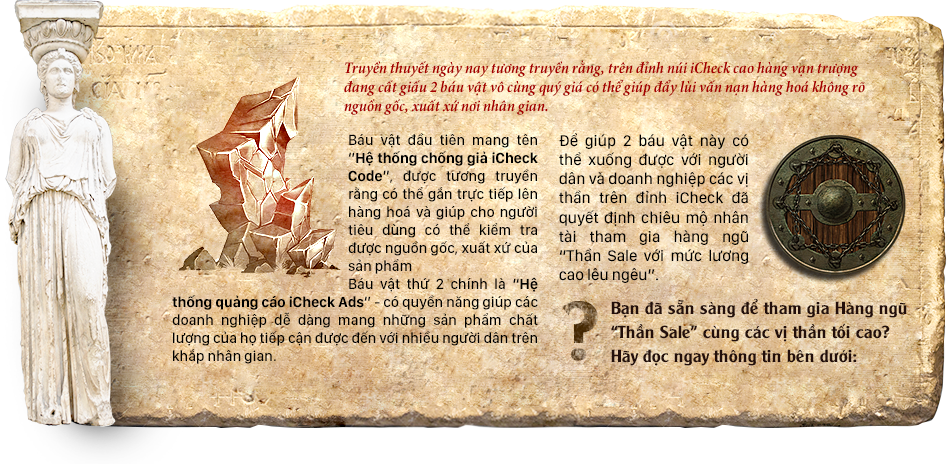 Truyền thuyết ngày nay tương truyền rằng, trên đỉnh núi iCheck cao hàng vạn trượng
đang cất giấu 2 báu vật vô cùng quý giá có thể giúp đẩy lùi vấn nạn hàng hoá không rõ
nguồn gốc, xuất xứ nơi nhân gian.
Báu vật đầu tiên mang tên
"Hệ thống chống giả iCheck
Code", được tương truyền
rằng có thể gắn trực tiếp lên
hàng hoá và giúp cho người
tiêu dùng có thể kiểm tra
được nguồn gốc, xuất xứ của
sản phẩm
Báu vật thứ 2 chính là "Hệ
thống quảng cáo iCheck Ads" - có quyền năng giúp các
doanh nghiệp dễ dàng mang những sản phẩm chất
lượng của họ tiếp cận được đến với nhiều người dân trên
khắp nhân gian.
Để giúp 2 báu vật này có
thể xuống được với người
dân và doanh nghiệp các vị
thần trên đỉnh iCheck đã
quyết định chiêu mộ nhân
tài tham gia hàng ngũ
"Thần Sale với mức lương
cao lêu nghêu".
? Bạn đã sẵn sàng để tham gia Hàng ngũ
"Thần Sale" cùng các vị thần tối cao?
Hãy đọc ngay thông tin bên dưới: